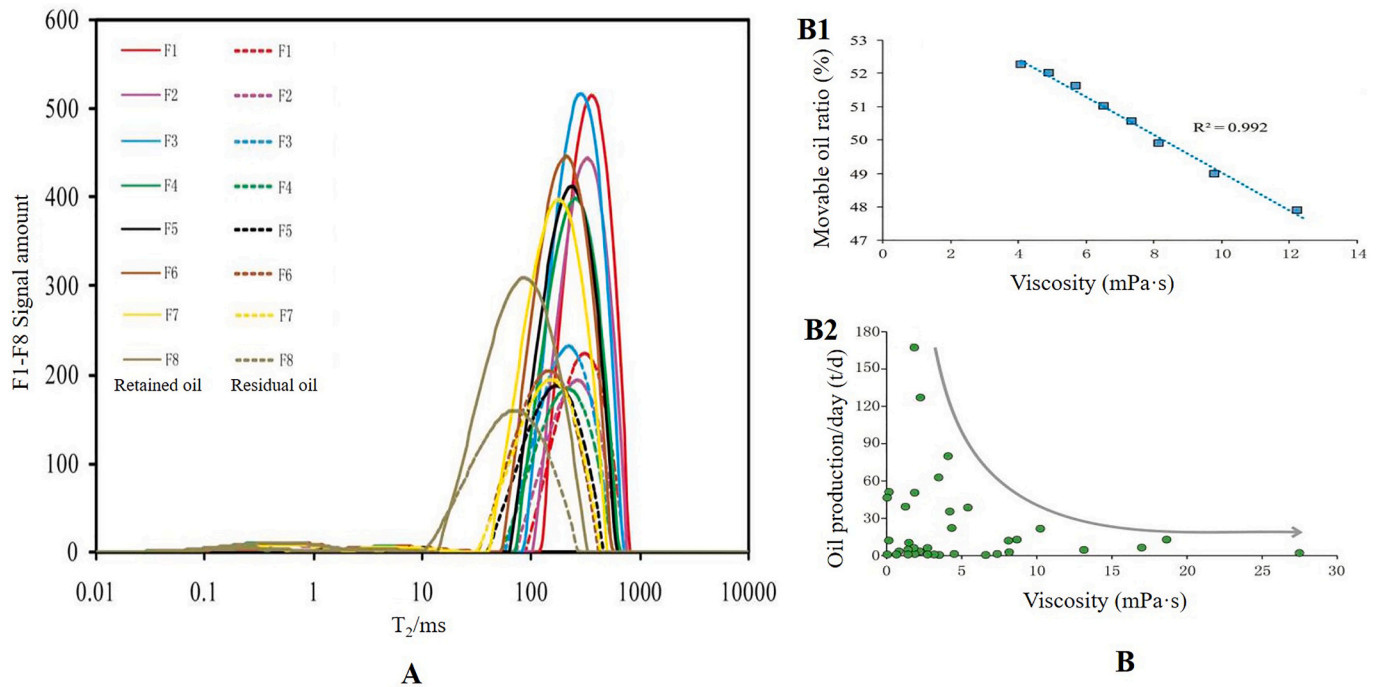 F1-F8 Signal amount
600
500
400
300
200
100
0
F1 F1
F2 F2
F3 F3
F4 F4
F5 F5
F6 F6
F7 F7
F8 F8
Retained oil Residual oil
0.01 0.1 1 10 100 1000 10000
T2/ms
A
B1
Movable oil ratio (%)
53
52
51
50
49
48
47
R² = 0.992
0 2 4 6 8 10 12 14
Viscosity (mPa·s)
B2
Oil production/day (t/d)
180
150
120
90
60
30
0
0 5 10 15 20 25 30
Viscosity (mPa·s)
B